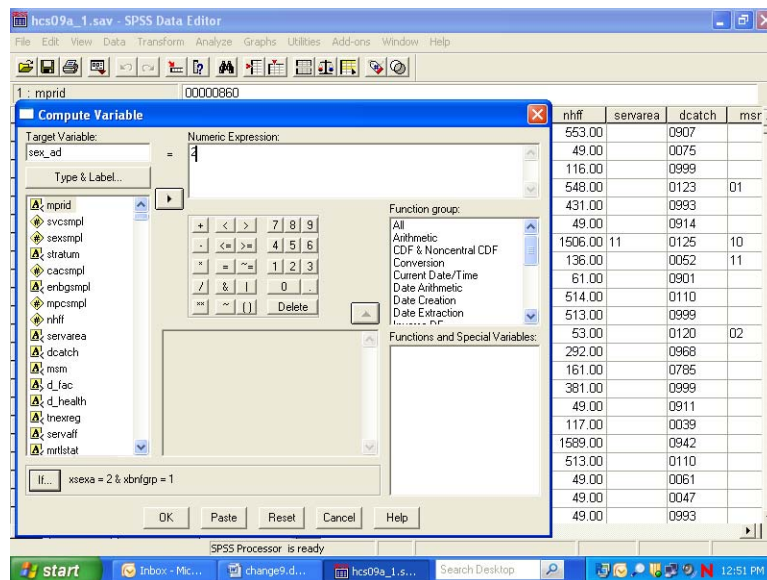 hcs09a_1.sav - SPSS Data Editor
File Edit View Data Transform Analyze Graphs Utilities Add-ons Window Help
1 : mprid 00000860
Compute Variable
Target Variable:
sex_ad
=
Numeric Expression:
2
Type & Label...
mprid
svcsmpl
sexsmpl
stratum
cacsmpl
enbgsmpl
mpcsmpl
nhff
servarea
dcatch
msm
d_fac
d_health
tnexreg
servaff
mrtlstat
+ < > 7 8 9
- <= >= 4 5 6
* = ~= 1 2 3
/ & | 0 .
** ~ () Delete
Function group:
All
Arithmetic
CDF & Noncentral CDF
Conversion
Current Date/Time
Date Arithmetic
Date Creation
Date Extraction
Functions and Special Variables:
If... xsexa = 2 & xbnfgrp = 1
OK Paste Reset Cancel Help
nhff servarea dcatch msr
553.00 0907
49.00 0075
116.00 0999
548.00 0123 01
431.00 0993
49.00 0914
1506.00 11 0125 10
136.00 0052 11
61.00 0901
514.00 0110
513.00 0999
53.00 0120 02
292.00 0968
161.00 0785
381.00 0999
49.00 0911
117.00 0039
1589.00 0942
513.00 0110
49.00 0061
49.00 0047
49.00 0993
SPSS Processor is ready
start Inbox - Mic... change9.d... hcs09a_1.s... Search Desktop 12:51 PM